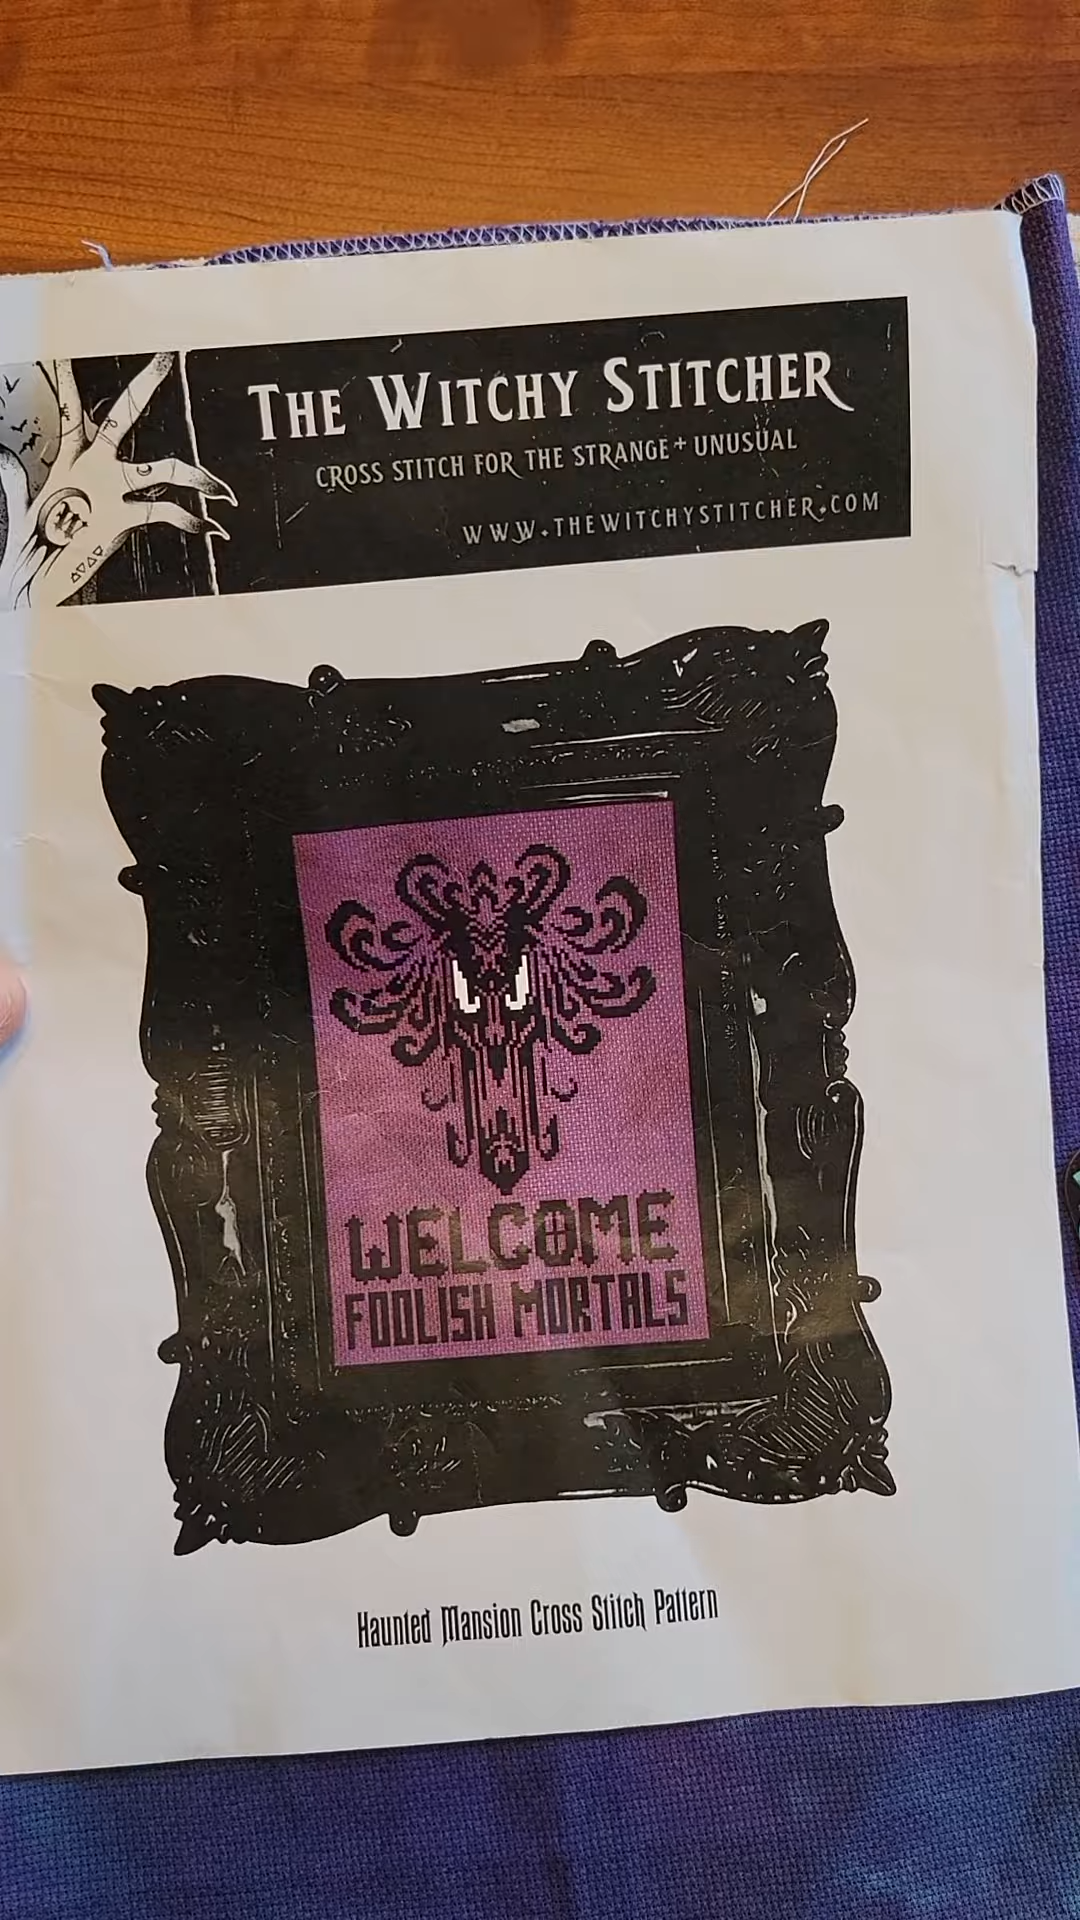 THE WITCHY STITCHER
CROSS STITCH FOR THE STRANGE + UNUSUAL
WWW.THEWITCHYSTITCHER.COM
WELCOME
FOOLISH MORTALS
Haunted Mansion Cross Stitch Pattern